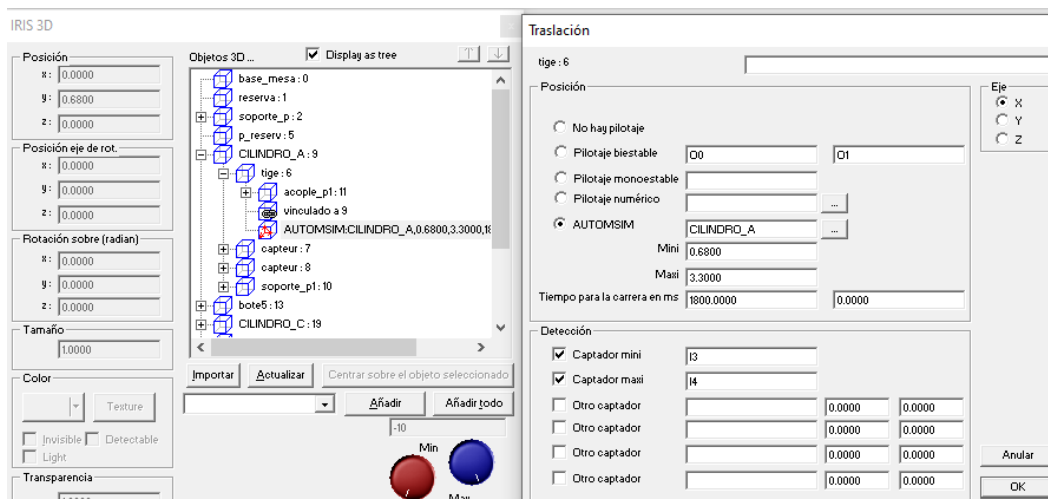 IRIS 3D
Posición
x: 0.0000
y: 0.6800
z: 0.0000
Posición eje de rot.
x: 0.0000
y: 0.0000
z: 0.0000
Rotación sobre (radian)
x: 0.0000
y: 0.0000
z: 0.0000
Tamaño
1.0000
Color
Texture
Invisible Detectable
Light
Transparencia
Objetos 3D ... Display as tree
base_mesa : 0
reserva : 1
soporte_p : 2
p_reserv : 5
CILINDRO_A : 9
tige : 6
acople_p1 : 11
vinculado a 9
AUTOMSIM:CILINDRO_A,0.6800,3.3000,18
capteur : 7
capteur : 8
soporte_p1 : 10
bote5 : 13
CILINDRO_C : 19
Importar Actualizar Centrar sobre el objeto seleccionado
Añadir Añadir todo
-10
Min
Max
Traslación
tige : 6
Posición
No hay pilotaje
Pilotaje biestable O0 O1
Pilotaje monoestable
Pilotaje numérico ...
AUTOMSIM CILINDRO_A ...
Mini 0.6800
Maxi 3.3000
Tiempo para la carrera en ms 1800.0000 0.0000
Eje
X
Y
Z
Detección
Captador mini I3
Captador maxi I4
Otro captador 0.0000 0.0000
Otro captador 0.0000 0.0000
Otro captador 0.0000 0.0000
Otro captador 0.0000 0.0000
Anular
OK